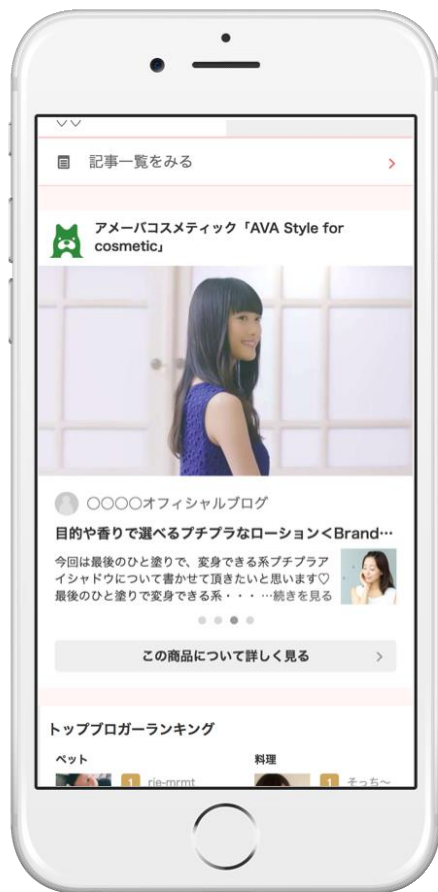 記事一覧をみる
アメーバコスメティック「AVA Style for
cosmetic」
〇〇〇〇オフィシャルブログ
目的や香りで選べるプチプラなローション<Brand…
今回は最後のひと塗りで、変身できる系プチプラア
イシャドウについて書かせて頂きたいと思います♡
最後のひと塗りで変身できる系・・・ …続きを見る
この商品について詳しく見る
トップブロガーランキング
ペット 料理
1 rie-mrmt 1 そっち〜